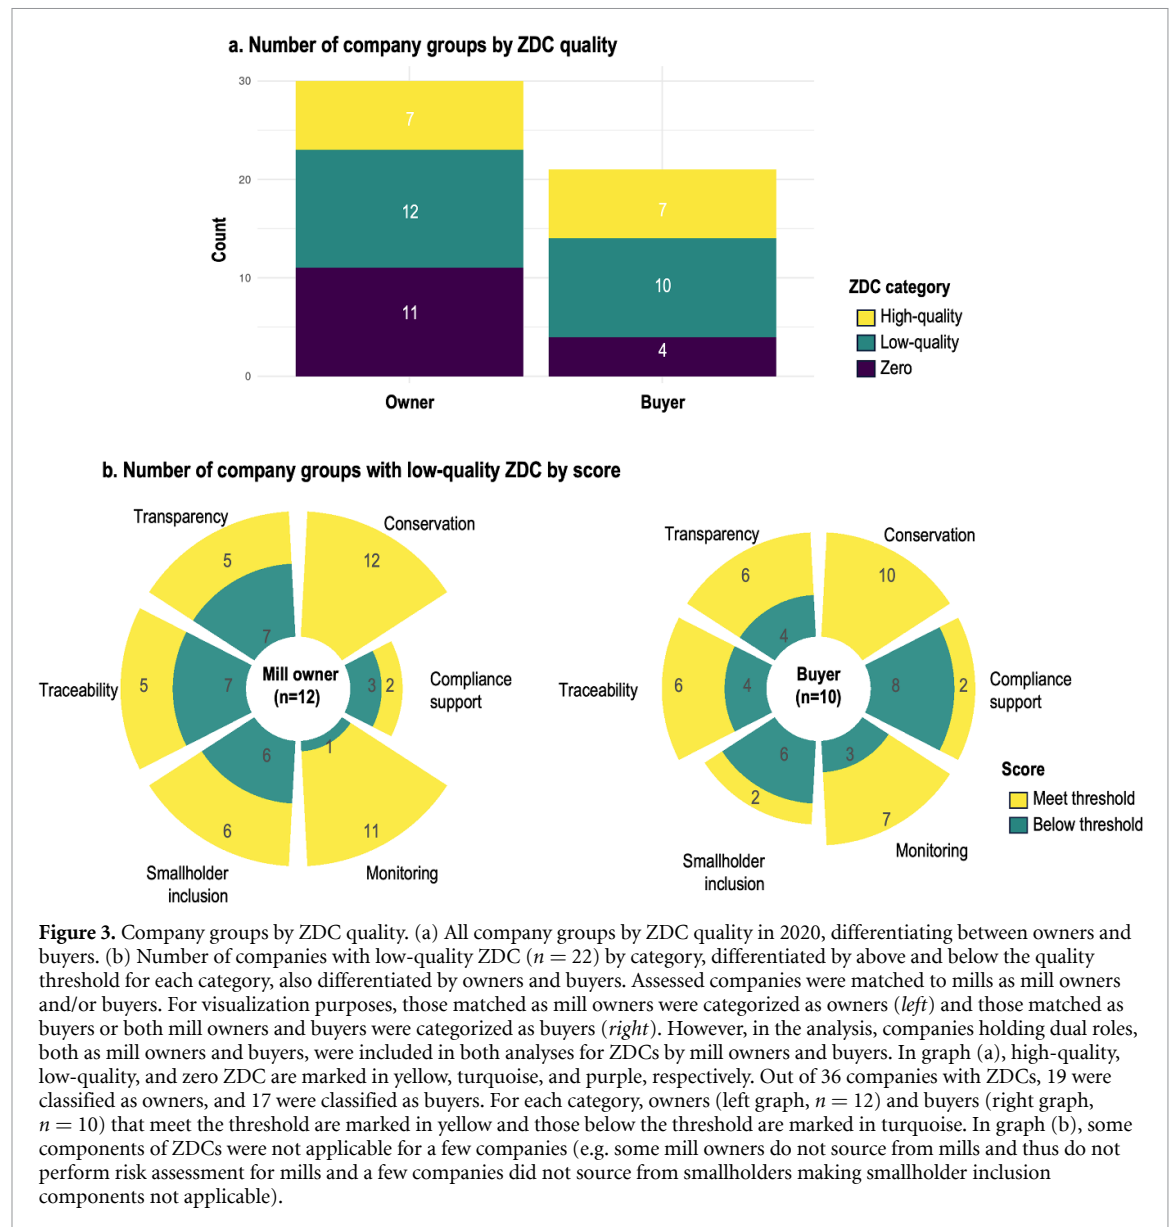 a. Number of company groups by ZDC quality
30
20
10
0
Count
7
12
11
7
10
4
Owner
Buyer
ZDC category
High-quality
Low-quality
Zero
b. Number of company groups with low-quality ZDC by score
Transparency
Conservation
5
12
7
Traceability
5
7
Mill owner
(n=12)
3
2
Compliance
support
6
1
6
11
Smallholder
inclusion
Monitoring
Transparency
Conservation
6
10
4
Traceability
6
4
Buyer
(n=10)
8
2
Compliance
support
6
3
2
7
Smallholder
inclusion
Monitoring
Score
Meet threshold
Below threshold
Figure 3. Company groups by ZDC quality. (a) All company groups by ZDC quality in 2020, differentiating between owners and
buyers. (b) Number of companies with low-quality ZDC (n = 22) by category, differentiated by above and below the quality
threshold for each category, also differentiated by owners and buyers. Assessed companies were matched to mills as mill owners
and/or buyers. For visualization purposes, those matched as mill owners were categorized as owners (left) and those matched as
buyers or both mill owners and buyers were categorized as buyers (right). However, in the analysis, companies holding dual roles,
both as mill owners and buyers, were included in both analyses for ZDCs by mill owners and buyers. In graph (a), high-quality,
low-quality, and zero ZDC are marked in yellow, turquoise, and purple, respectively. Out of 36 companies with ZDCs, 19 were
classified as owners, and 17 were classified as buyers. For each category, owners (left graph, n = 12) and buyers (right graph,
n = 10) that meet the threshold are marked in yellow and those below the threshold are marked in turquoise. In graph (b), some
components of ZDCs were not applicable for a few companies (e.g. some mill owners do not source from mills and thus do not
perform risk assessment for mills and a few companies did not source from smallholders making smallholder inclusion
components not applicable).